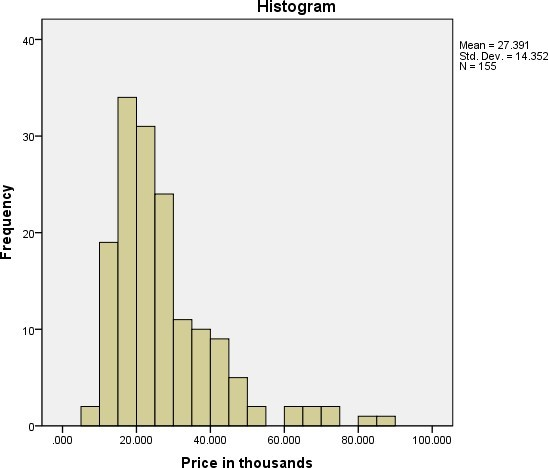 Histogram
Mean = 27.391
Std. Dev. = 14.352
N = 155
Frequency
40
30
20
10
0
.000 20.000 40.000 60.000 80.000 100.000
Price in thousands